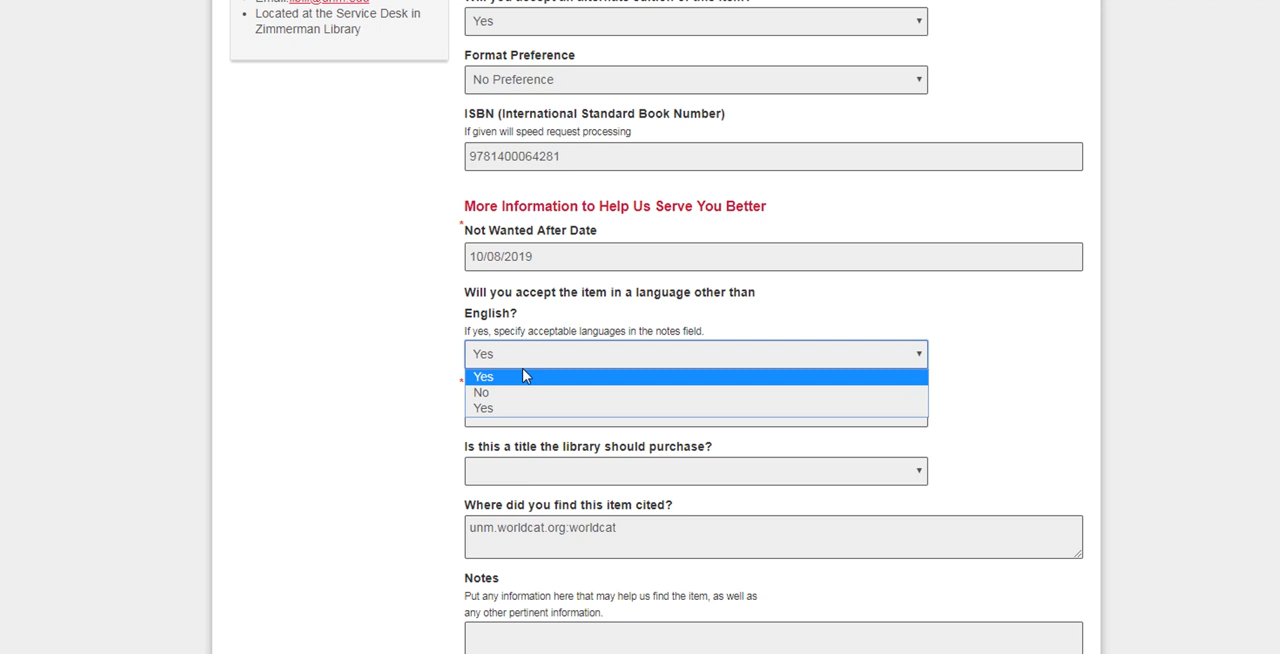 Located at the Service Desk in
Zimmerman Library
Yes
Format Preference
No Preference
ISBN (International Standard Book Number)
If given will speed request processing
9781400064281
More Information to Help Us Serve You Better
*
Not Wanted After Date
10/08/2019
Will you accept the item in a language other than
English?
If yes, specify acceptable languages in the notes field.
Yes
Yes
*
No
Yes
Is this a title the library should purchase?
Where did you find this item cited?
unm.worldcat.org:worldcat
Notes
Put any information here that may help us find the item, as well as
any other pertinent information.